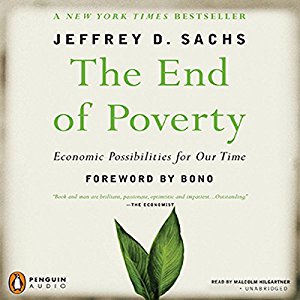 A NEW YORK TIMES BESTSELLER
JEFFREY D. SACHS
The End
of Poverty
Economic Possibilities for Our Time
FOREWORD BY BONO
"Book and man are brilliant, passionate, optimistic and impatient...Outstanding"
—THE ECONOMIST
PENGUIN
AUDIO
READ BY MALCOLM HILLGARTNER
• UNABRIDGED